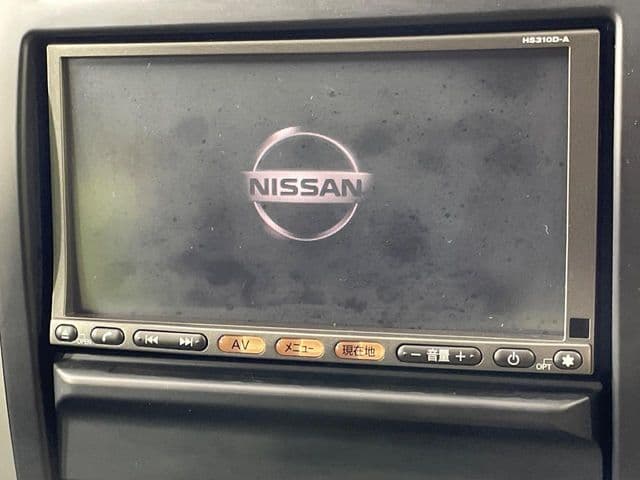 HS310D-A
NISSAN
AV メニュー 現在地 － 音量 ＋ OPT